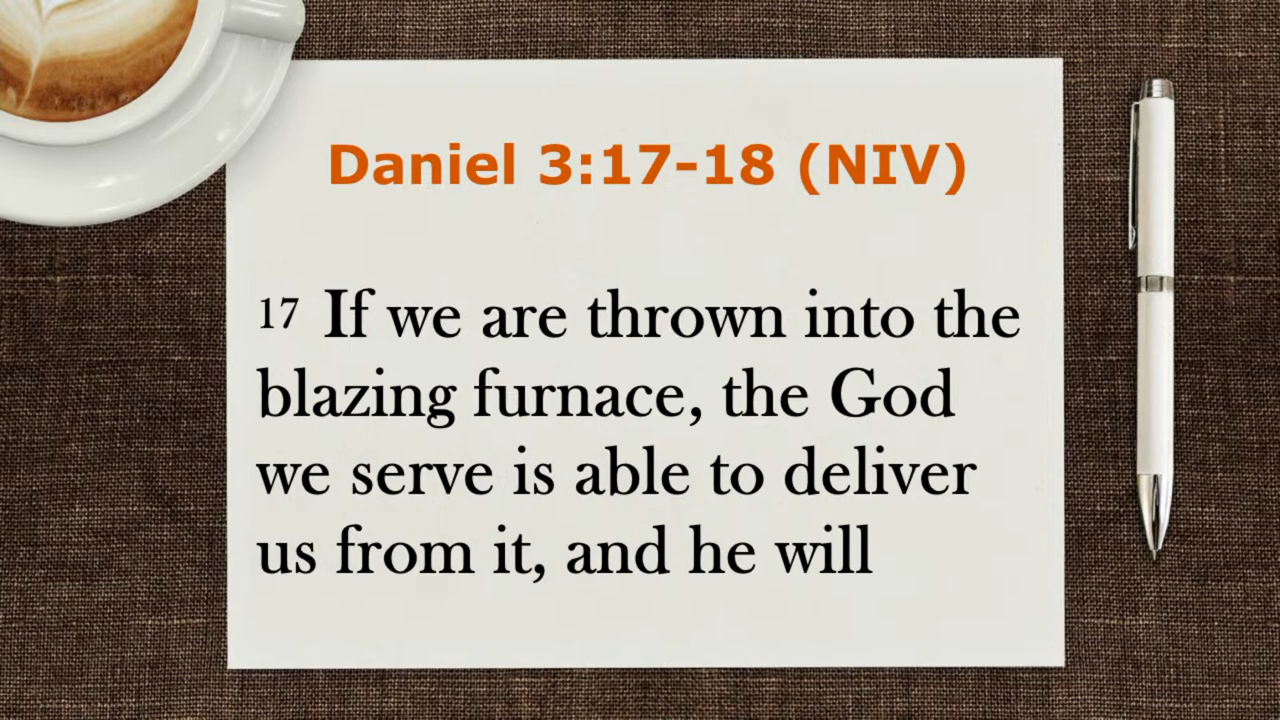 Daniel 3:17-18 (NIV)
17 If we are thrown into the
blazing furnace, the God
we serve is able to deliver
us from it, and he will